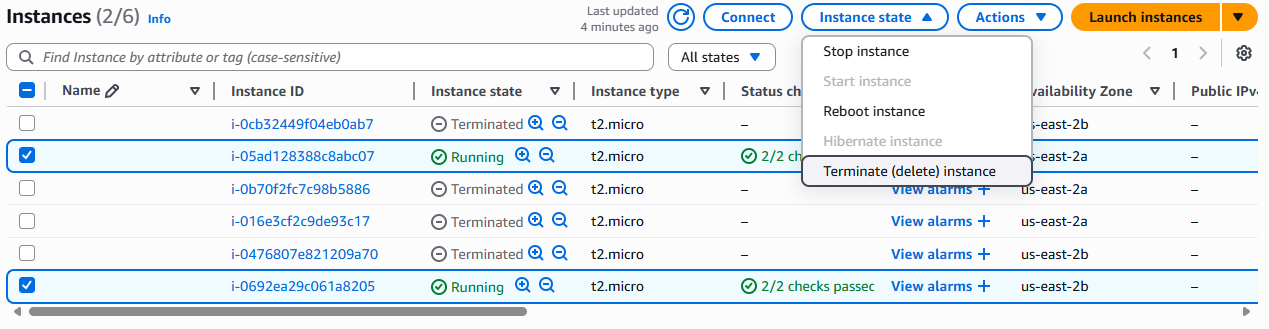 Instances (2/6) Info Last updated 4 minutes ago Connect Instance state Actions Launch instances
Find Instance by attribute or tag (case-sensitive) All states 1
Stop instance
Start instance
Reboot instance
Hibernate instance
Terminate (delete) instance
Name Instance ID Instance state Instance type Status ch vailability Zone Public IPv4
i-0cb32449f04eb0ab7 Terminated t2.micro – us-east-2b –
i-05ad128388c8abc07 Running t2.micro 2/2 ch us-east-2a –
i-0b70f2fc7c98b5886 Terminated t2.micro – View alarms + us-east-2a –
i-016e3cf2c9de93c17 Terminated t2.micro – View alarms + us-east-2a –
i-0476807e821209a70 Terminated t2.micro – View alarms + us-east-2b –
i-0692ea29c061a8205 Running t2.micro 2/2 checks passec View alarms + us-east-2b –